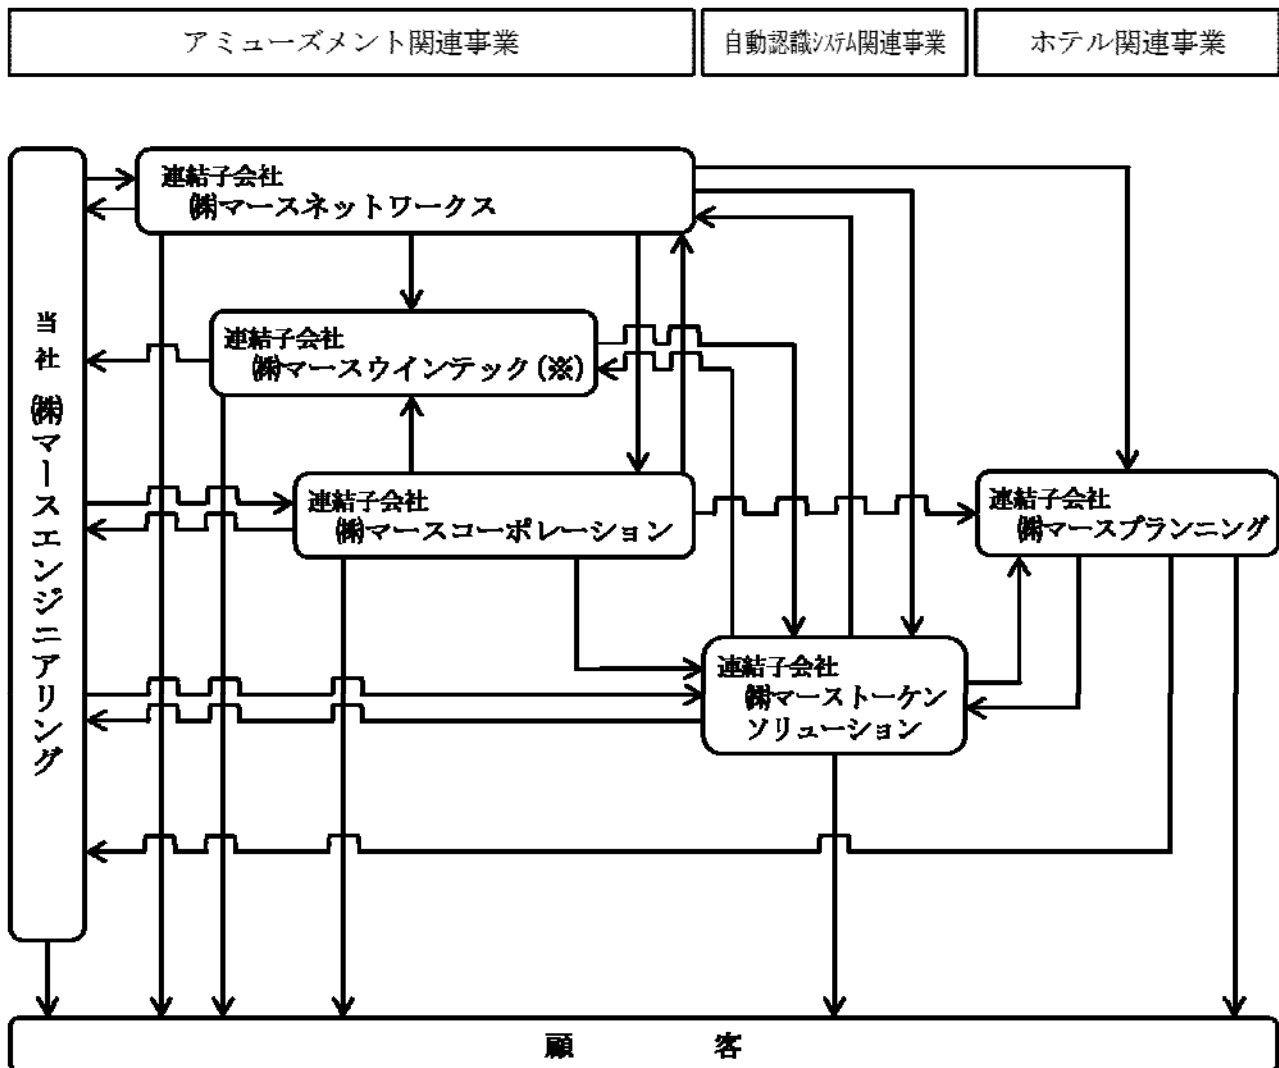 アミューズメント関連事業
自動認識システム関連事業
ホテル関連事業
当社 ㈱マースエンジニアリング
連結子会社
㈱マースネットワークス
連結子会社
㈱マースウインテック(※)
連結子会社
㈱マースコーポレーション
連結子会社
㈱マースプランニング
連結子会社
㈱マーストーケン
ソリューション
顧 客